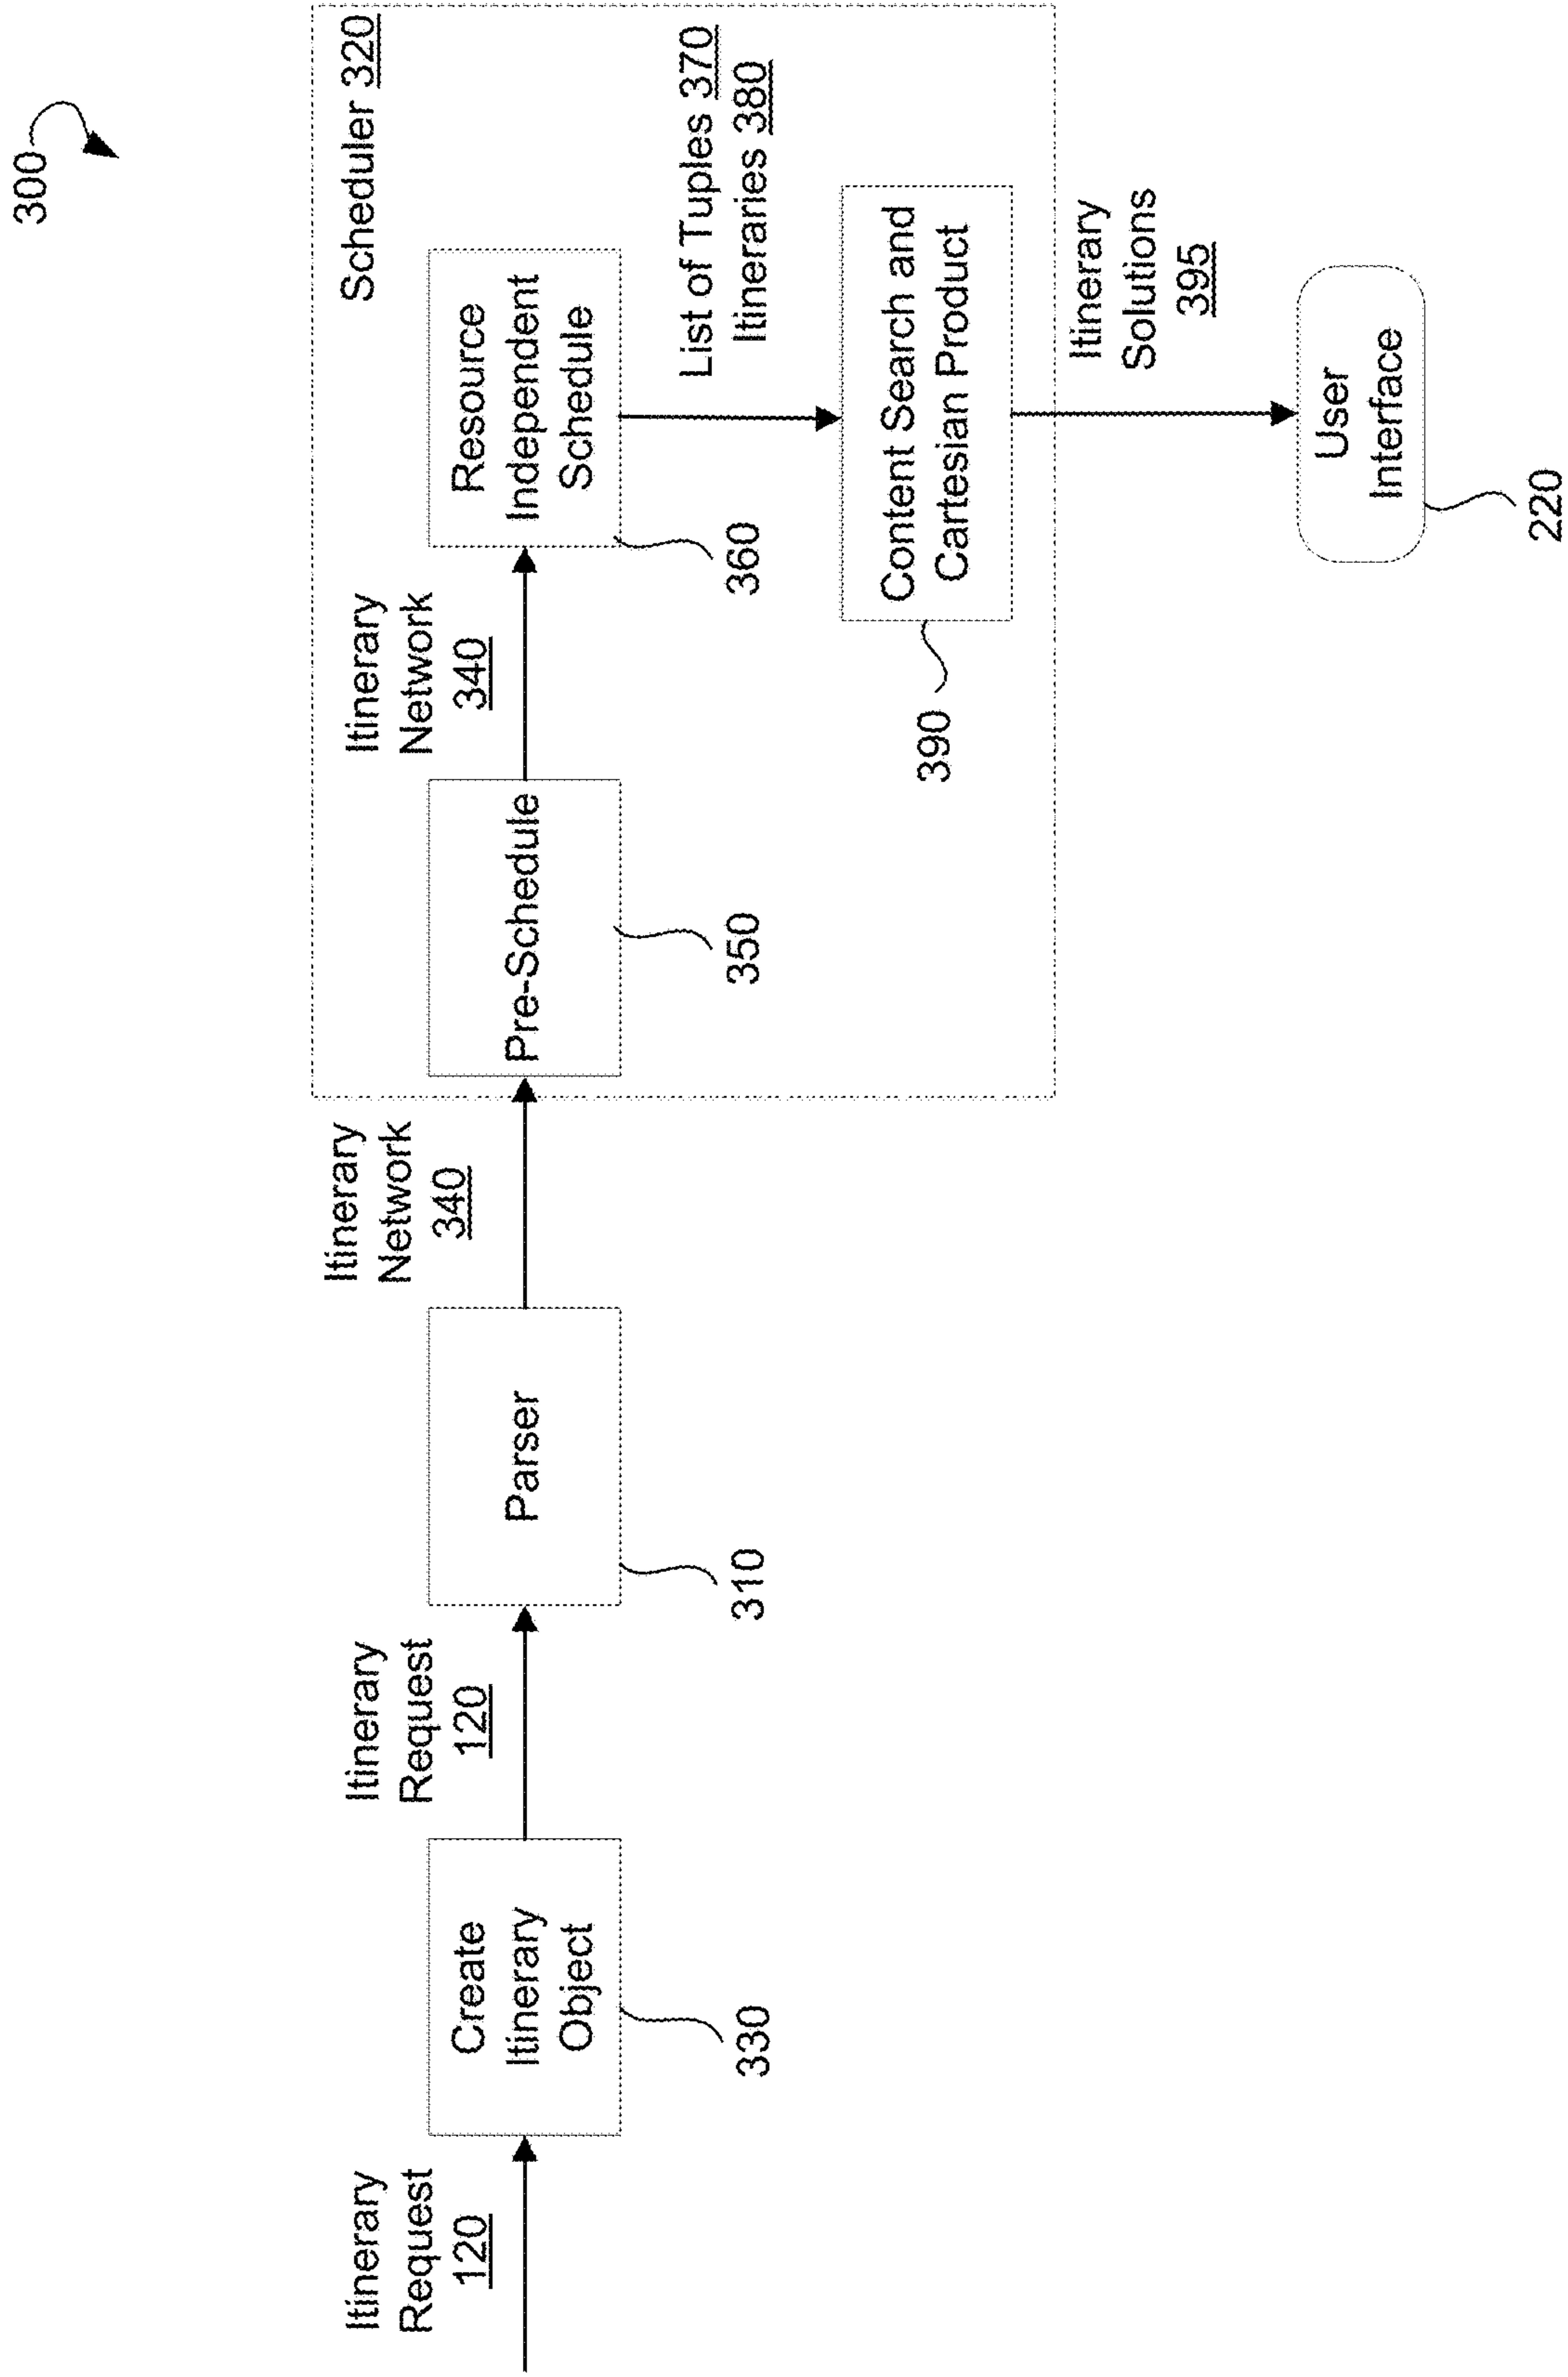 300
Scheduler 320
Itinerary
Request
120
Create
Itinerary
Object
330
Itinerary
Request
120
Parser
310
Itinerary
Network
340
Pre-Schedule
350
Itinerary
Network
340
Resource
Independent
Schedule
360
List of Tuples 370
Itineraries 380
Content Search and
Cartesian Product
390
Itinerary
Solutions
395
User
Interface
220